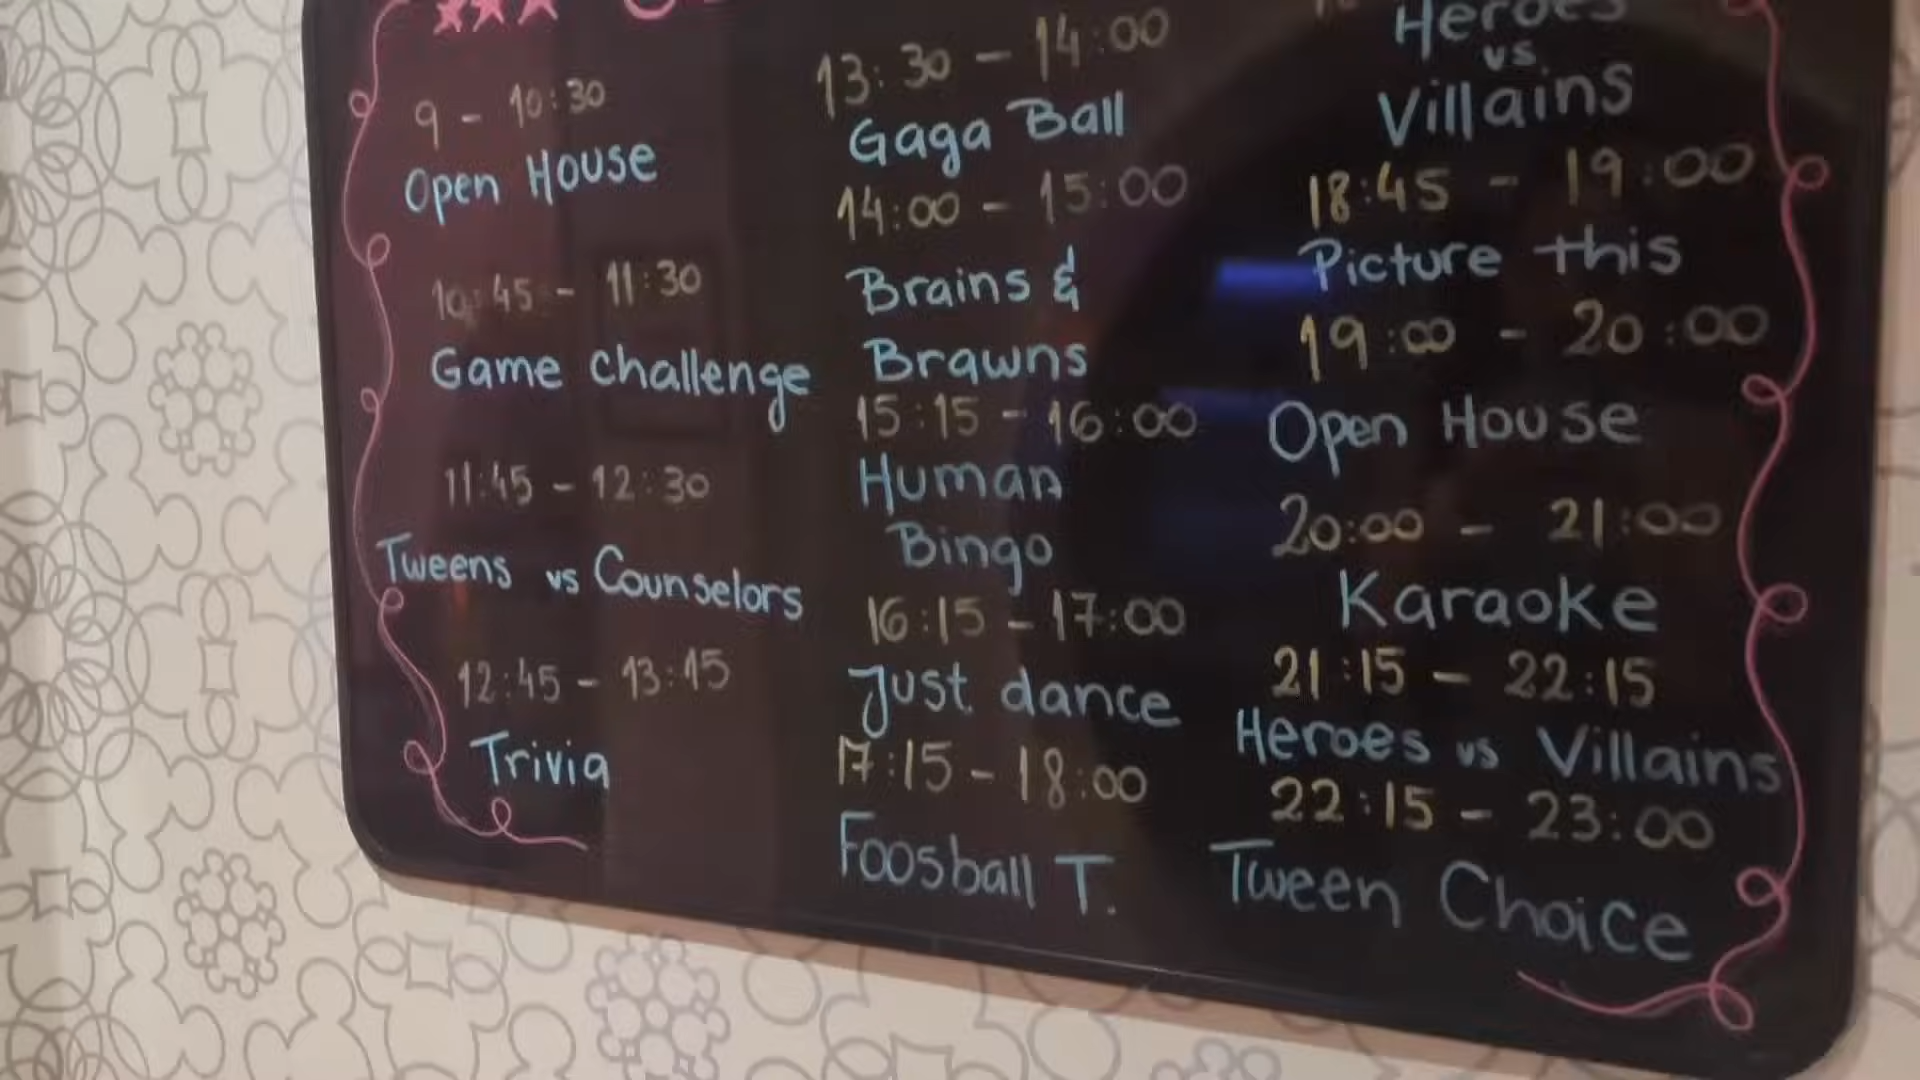 9 - 10:30
Open House
10:45 - 11:30
Game challenge
11:45 - 12:30
Tweens vs Counselors
12:45 - 13:15
Trivia
13:30 - 14:00
Gaga Ball
14:00 - 15:00
Brains &
Brawns
15:15 - 16:00
Human
Bingo
16:15 - 17:00
Just dance
17:15 - 18:00
Foosball T.
Heroes
vs
Villains
18:45 - 19:00
Picture this
19:00 - 20:00
Open House
20:00 - 21:00
Karaoke
21:15 - 22:15
Heroes vs Villains
22:15 - 23:00
Tween Choice